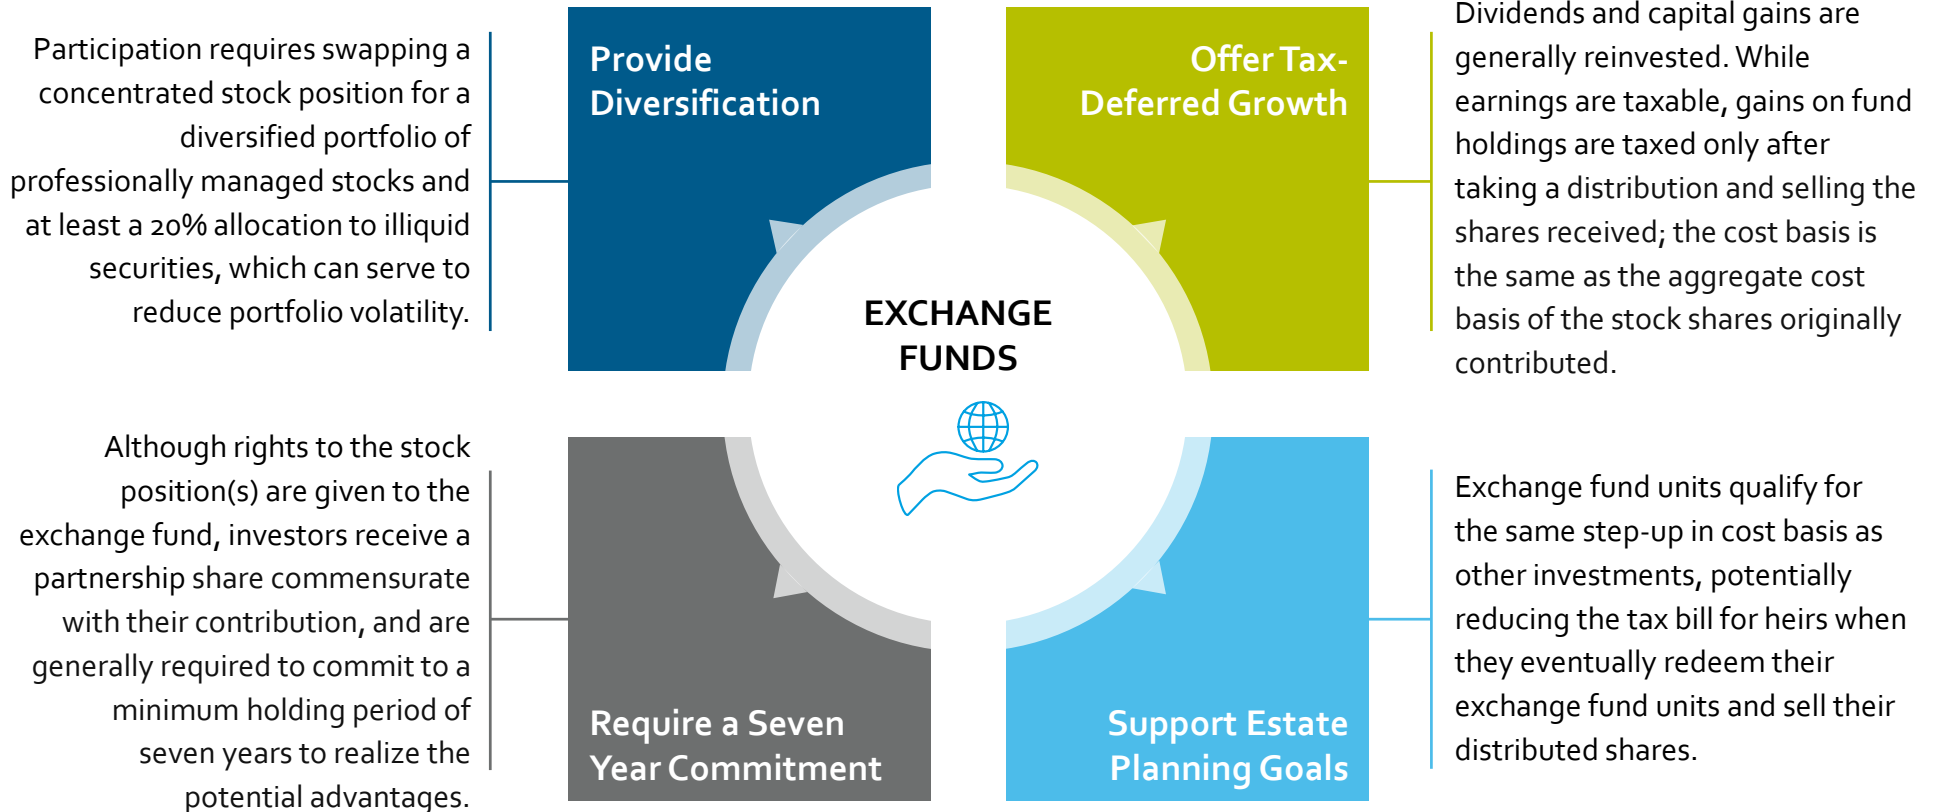 Participation requires swapping a
concentrated stock position for a
diversified portfolio of
professionally managed stocks and
at least a 20% allocation to illiquid
securities, which can serve to
reduce portfolio volatility.
Provide
Diversification
Offer Tax-
Deferred Growth
Dividends and capital gains are
generally reinvested. While
earnings are taxable, gains on fund
holdings are taxed only after
taking a distribution and selling the
shares received; the cost basis is
the same as the aggregate cost
basis of the stock shares originally
contributed.
EXCHANGE
FUNDS
Although rights to the stock
position(s) are given to the
exchange fund, investors receive a
partnership share commensurate
with their contribution, and are
generally required to commit to a
minimum holding period of
seven years to realize the
potential advantages.
Require a Seven
Year Commitment
Support Estate
Planning Goals
Exchange fund units qualify for
the same step-up in cost basis as
other investments, potentially
reducing the tax bill for heirs when
they eventually redeem their
exchange fund units and sell their
distributed shares.